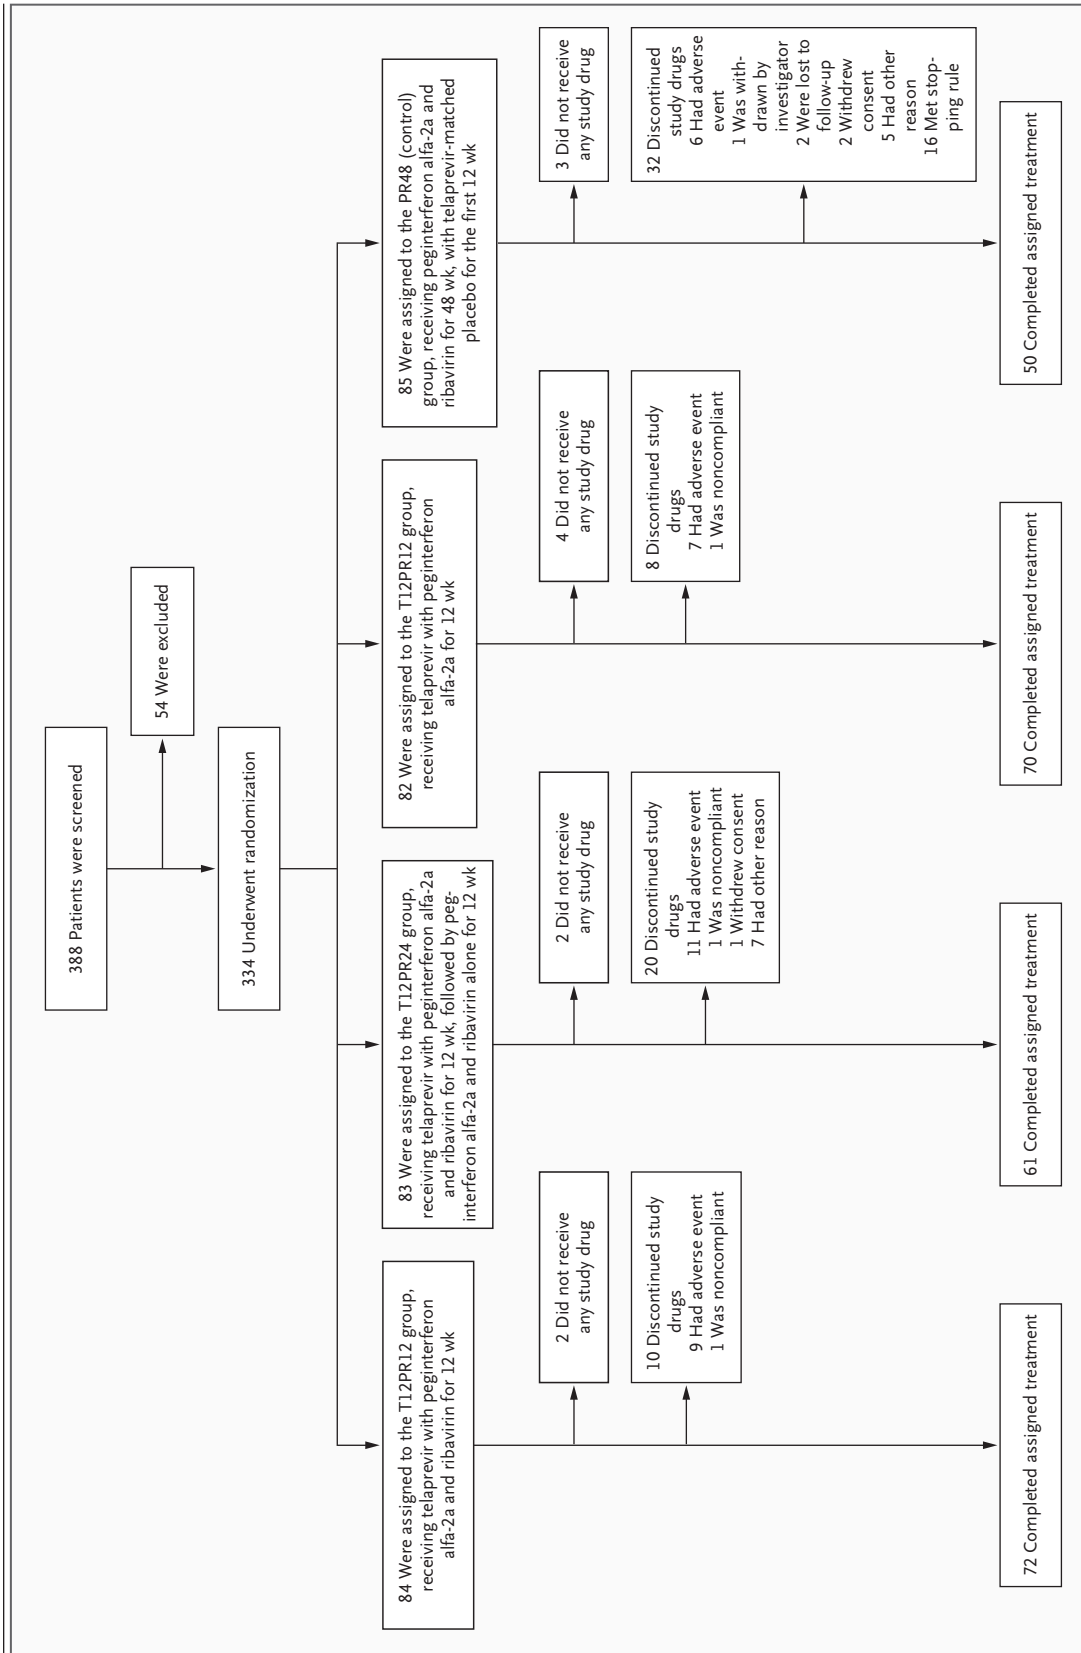 388 Patients were screened
54 Were excluded
334 Underwent randomization
84 Were assigned to the T12PR12 group,
receiving telaprevir with peginterferon
alfa-2a and ribavirin for 12 wk
83 Were assigned to the T12PR24 group,
receiving telaprevir with peginterferon alfa-2a
and ribavirin for 12 wk, followed by peg-
interferon alfa-2a and ribavirin alone for 12 wk
82 Were assigned to the T12PR12 group,
receiving telaprevir with peginterferon
alfa-2a for 12 wk
85 Were assigned to the PR48 (control)
group, receiving peginterferon alfa-2a and
ribavirin for 48 wk, with telaprevir-matched
placebo for the first 12 wk
2 Did not receive
any study drug
2 Did not receive
any study drug
4 Did not receive
any study drug
3 Did not receive
any study drug
10 Discontinued study
drugs
9 Had adverse event
1 Was noncompliant
20 Discontinued study
drugs
11 Had adverse event
1 Was noncompliant
1 Withdrew consent
7 Had other reason
8 Discontinued study
drugs
7 Had adverse event
1 Was noncompliant
32 Discontinued
study drugs
6 Had adverse
event
1 Was with-
drawn by
investigator
2 Were lost to
follow-up
2 Withdrew
consent
5 Had other
reason
16 Met stop-
ping rule
72 Completed assigned treatment
61 Completed assigned treatment
70 Completed assigned treatment
50 Completed assigned treatment